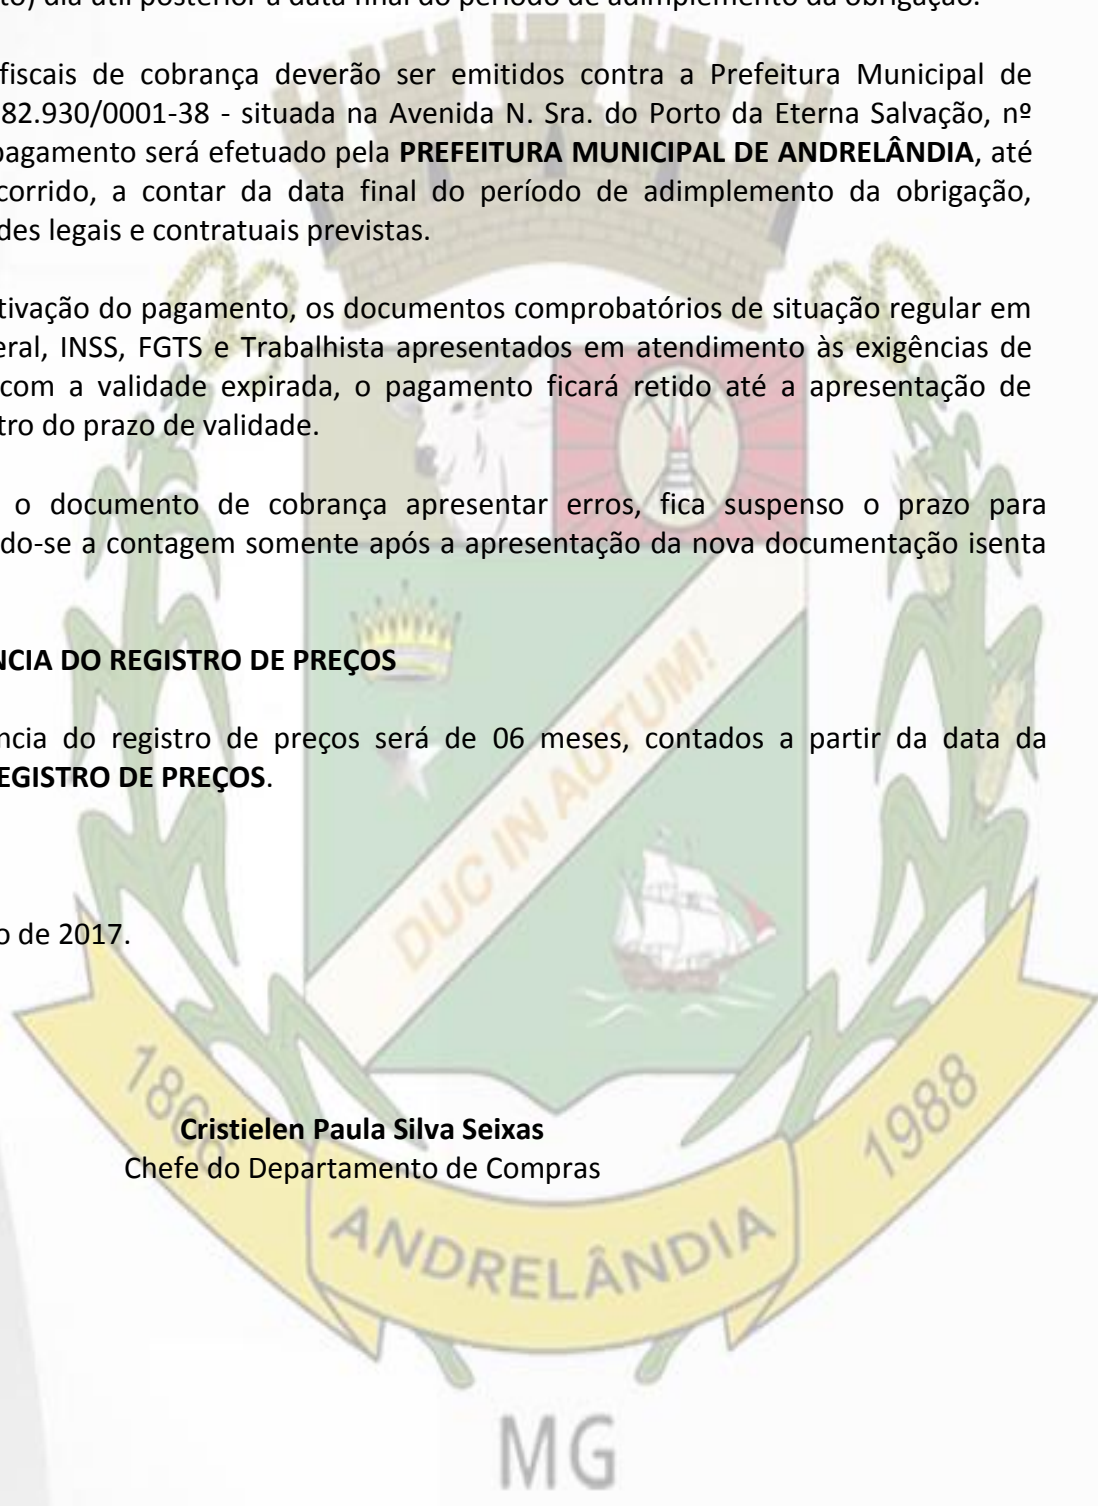 to) dia útil posterior à data final do período de adimplemento da obrigação.
fiscais de cobrança deverão ser emitidos contra a Prefeitura Municipal de
82.930/0001-38 - situada na Avenida N. Sra. do Porto da Eterna Salvação, nº
pagamento será efetuado pela PREFEITURA MUNICIPAL DE ANDRELÂNDIA, até
corrido, a contar da data final do período de adimplemento da obrigação,
des legais e contratuais previstas.
tivação do pagamento, os documentos comprobatórios de situação regular em
eral, INSS, FGTS e Trabalhista apresentados em atendimento às exigências de
com a validade expirada, o pagamento ficará retido até a apresentação de
tro do prazo de validade.
o documento de cobrança apresentar erros, fica suspenso o prazo para
do-se a contagem somente após a apresentação da nova documentação isenta
NCIA DO REGISTRO DE PREÇOS
ncia do registro de preços será de 06 meses, contados a partir da data da
EGISTRO DE PREÇOS.
DUC IN AUTUM!
o de 2017.
1866
1988
Cristielen Paula Silva Seixas
Chefe do Departamento de Compras
ANDRELÂNDIA
MG